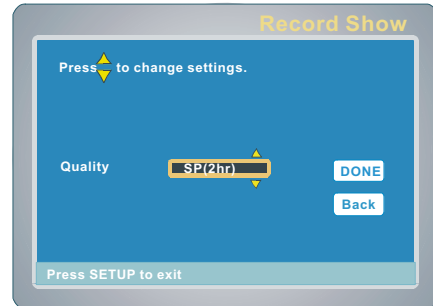 Record Show
Press to change settings.
Quality SP(2hr) DONE
Back
Press SETUP to exit